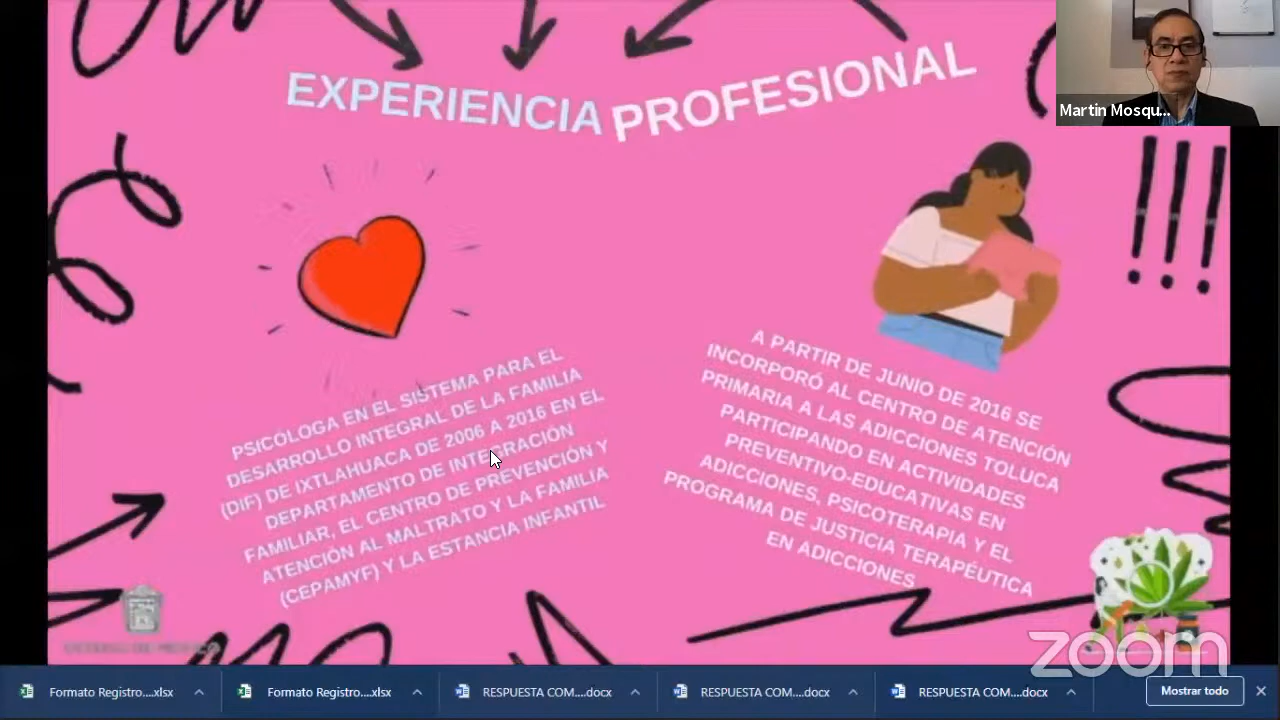 EXPERIENCIA PROFESIONAL
Martin Mosqu...
PSICÓLOGA EN EL SISTEMA PARA EL
DESARROLLO INTEGRAL DE LA FAMILIA
(DIF) DE IXTLAHUACA DE 2006 A 2016 EN EL
DEPARTAMENTO DE INTEGRACIÓN
FAMILIAR, EL CENTRO DE PREVENCIÓN Y
ATENCIÓN AL MALTRATO Y LA FAMILIA
(CEPAMYF) Y LA ESTANCIA INFANTIL
A PARTIR DE JUNIO DE 2016 SE
INCORPORÓ AL CENTRO DE ATENCIÓN
PRIMARIA A LAS ADICCIONES TOLUCA
PARTICIPANDO EN ACTIVIDADES
PREVENTIVO-EDUCATIVAS EN
ADICCIONES, PSICOTERAPIA Y EL
PROGRAMA DE JUSTICIA TERAPÉUTICA
EN ADICCIONES
zoom
Formato Registro....xlsx
Formato Registro....xlsx
RESPUESTA COM....docx
RESPUESTA COM....docx
RESPUESTA COM....docx
Mostrar todo